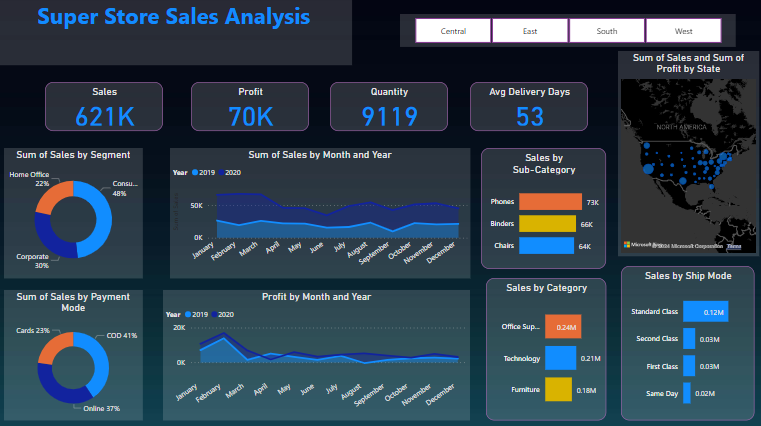 Super Store Sales Analysis
Central
East
South
West
Sales
621K
Profit
70K
Quantity
9119
Avg Delivery Days
53
Sum of Sales and Sum of
Profit by State
NORTH AMERICA
© 2024 Microsoft Corporation Terms
Sum of Sales by Segment
Home Office
22%
Consu...
48%
Corporate
30%
Sum of Sales by Month and Year
Year 2019 2020
50K
0K
January
February
March
April
May
June
July
August
September
October
November
December
Sales by
Sub-Category
Phones 73K
Binders 66K
Chairs 64K
Sum of Sales by Payment
Mode
Cards 23%
COD 41%
Online 37%
Profit by Month and Year
Year 2019 2020
20K
0K
January
February
March
April
May
June
July
August
September
October
November
December
Sales by Category
Office Sup... 0.24M
Technology 0.21M
Furniture 0.18M
Sales by Ship Mode
Standard Class 0.12M
Second Class 0.03M
First Class 0.03M
Same Day 0.02M